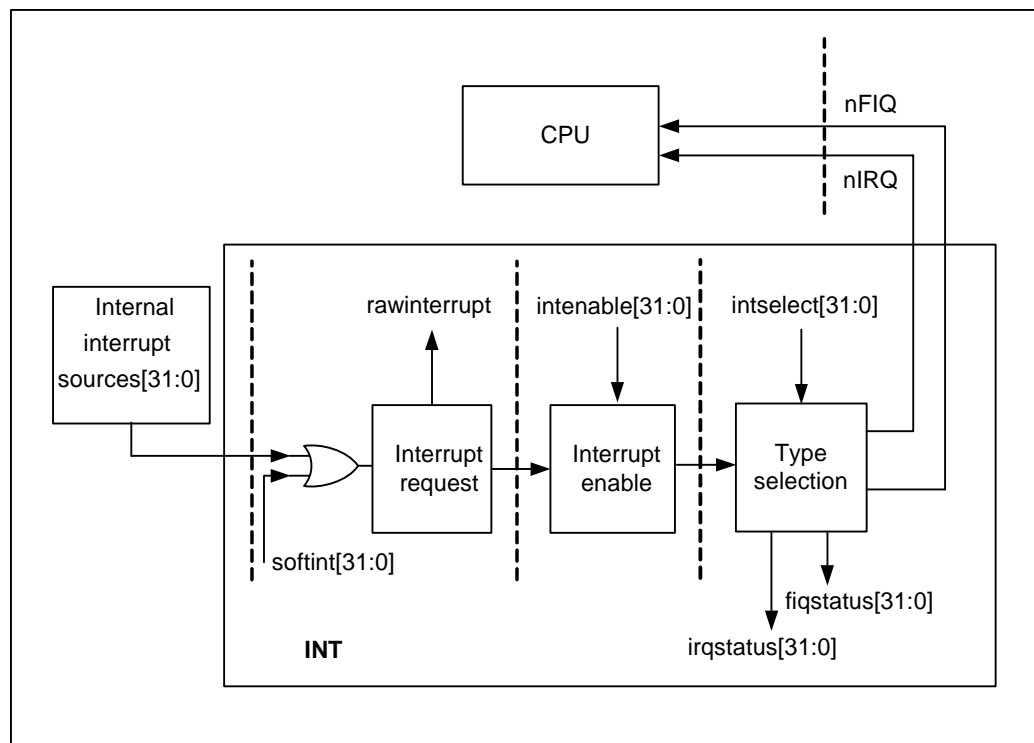 nFIQ
CPU
nIRQ
Internal
interrupt
sources[31:0]
rawinterrupt
intenable[31:0]
intselect[31:0]
Interrupt
request
Interrupt
enable
Type
selection
softint[31:0]
fiqstatus[31:0]
irqstatus[31:0]
INT